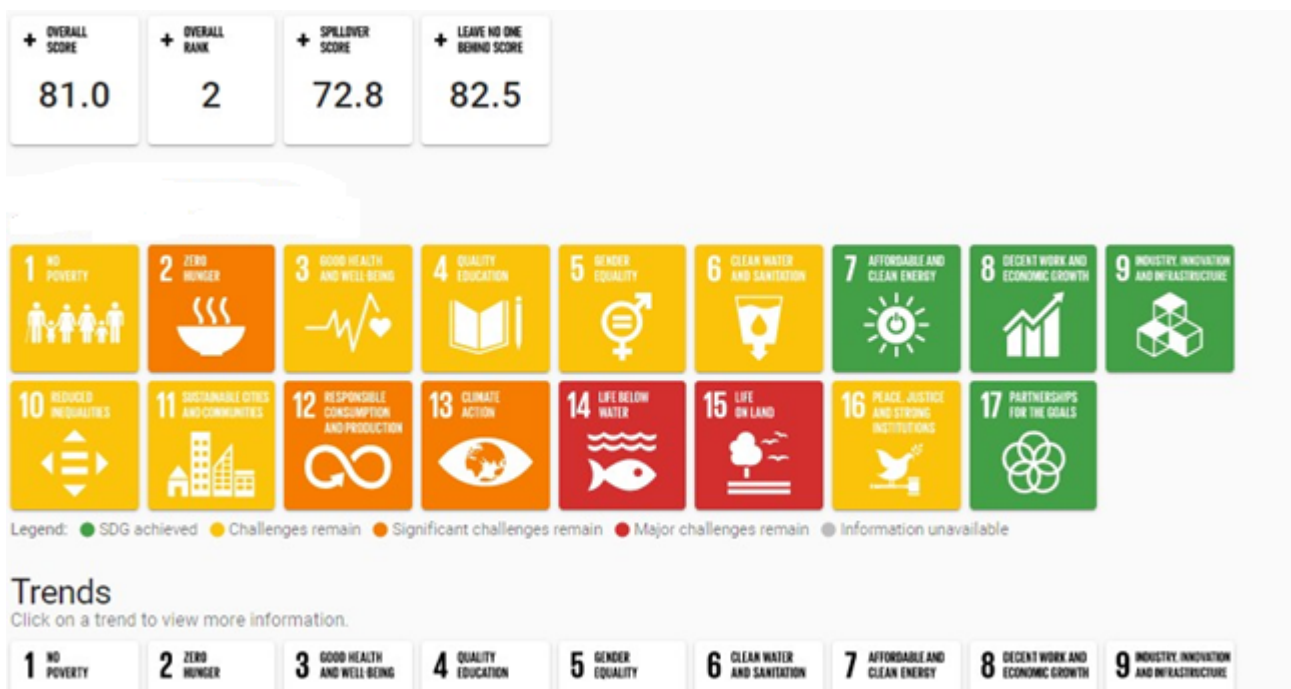 + OVERALL SCORE
81.0
+ OVERALL RANK
2
+ SPILLOVER SCORE
72.8
+ LEAVE NO ONE BEHIND SCORE
82.5
1 NO POVERTY
2 ZERO HUNGER
3 GOOD HEALTH AND WELL-BEING
4 QUALITY EDUCATION
5 GENDER EQUALITY
6 CLEAN WATER AND SANITATION
7 AFFORDABLE AND CLEAN ENERGY
8 DECENT WORK AND ECONOMIC GROWTH
9 INDUSTRY, INNOVATION AND INFRASTRUCTURE
10 REDUCED INEQUALITIES
11 SUSTAINABLE CITIES AND COMMUNITIES
12 RESPONSIBLE CONSUMPTION AND PRODUCTION
13 CLIMATE ACTION
14 LIFE BELOW WATER
15 LIFE ON LAND
16 PEACE, JUSTICE AND STRONG INSTITUTIONS
17 PARTNERSHIPS FOR THE GOALS
Legend: SDG achieved Challenges remain Significant challenges remain Major challenges remain Information unavailable
Trends
Click on a trend to view more information.
1 NO POVERTY
2 ZERO HUNGER
3 GOOD HEALTH AND WELL-BEING
4 QUALITY EDUCATION
5 GENDER EQUALITY
6 CLEAN WATER AND SANITATION
7 AFFORDABLE AND CLEAN ENERGY
8 DECENT WORK AND ECONOMIC GROWTH
9 INDUSTRY, INNOVATION AND INFRASTRUCTURE